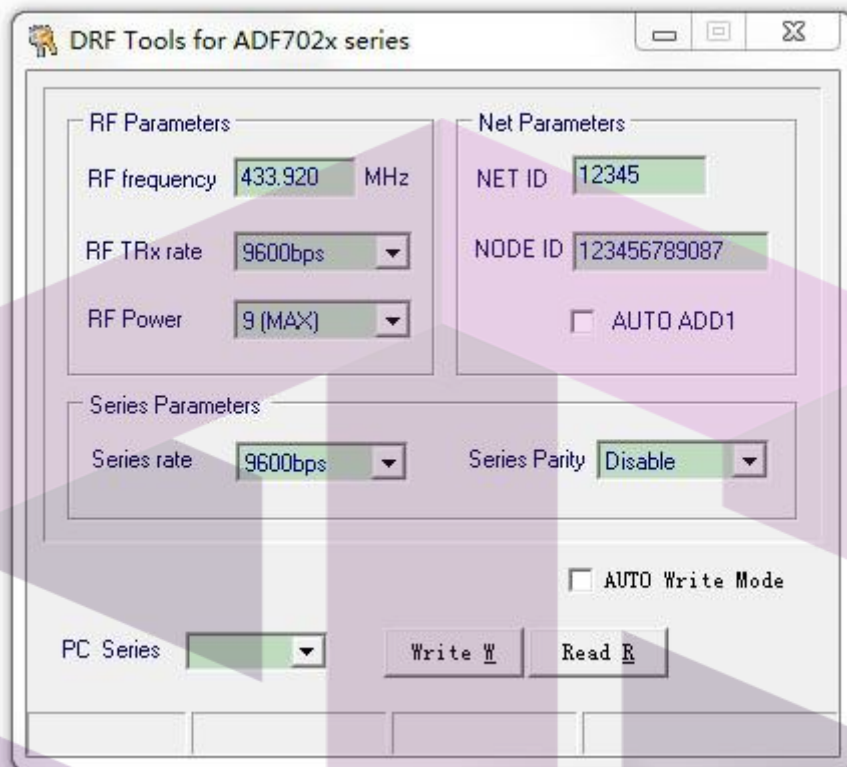 DRF Tools for ADF702x series
RF Parameters
RF frequency 433.920 MHz
RF TRx rate 9600bps
RF Power 9 (MAX)
Net Parameters
NET ID 12345
NODE ID 123456789087
AUTO ADD1
Series Parameters
Series rate 9600bps Series Parity Disable
AUTO Write Mode
PC Series Write W Read R